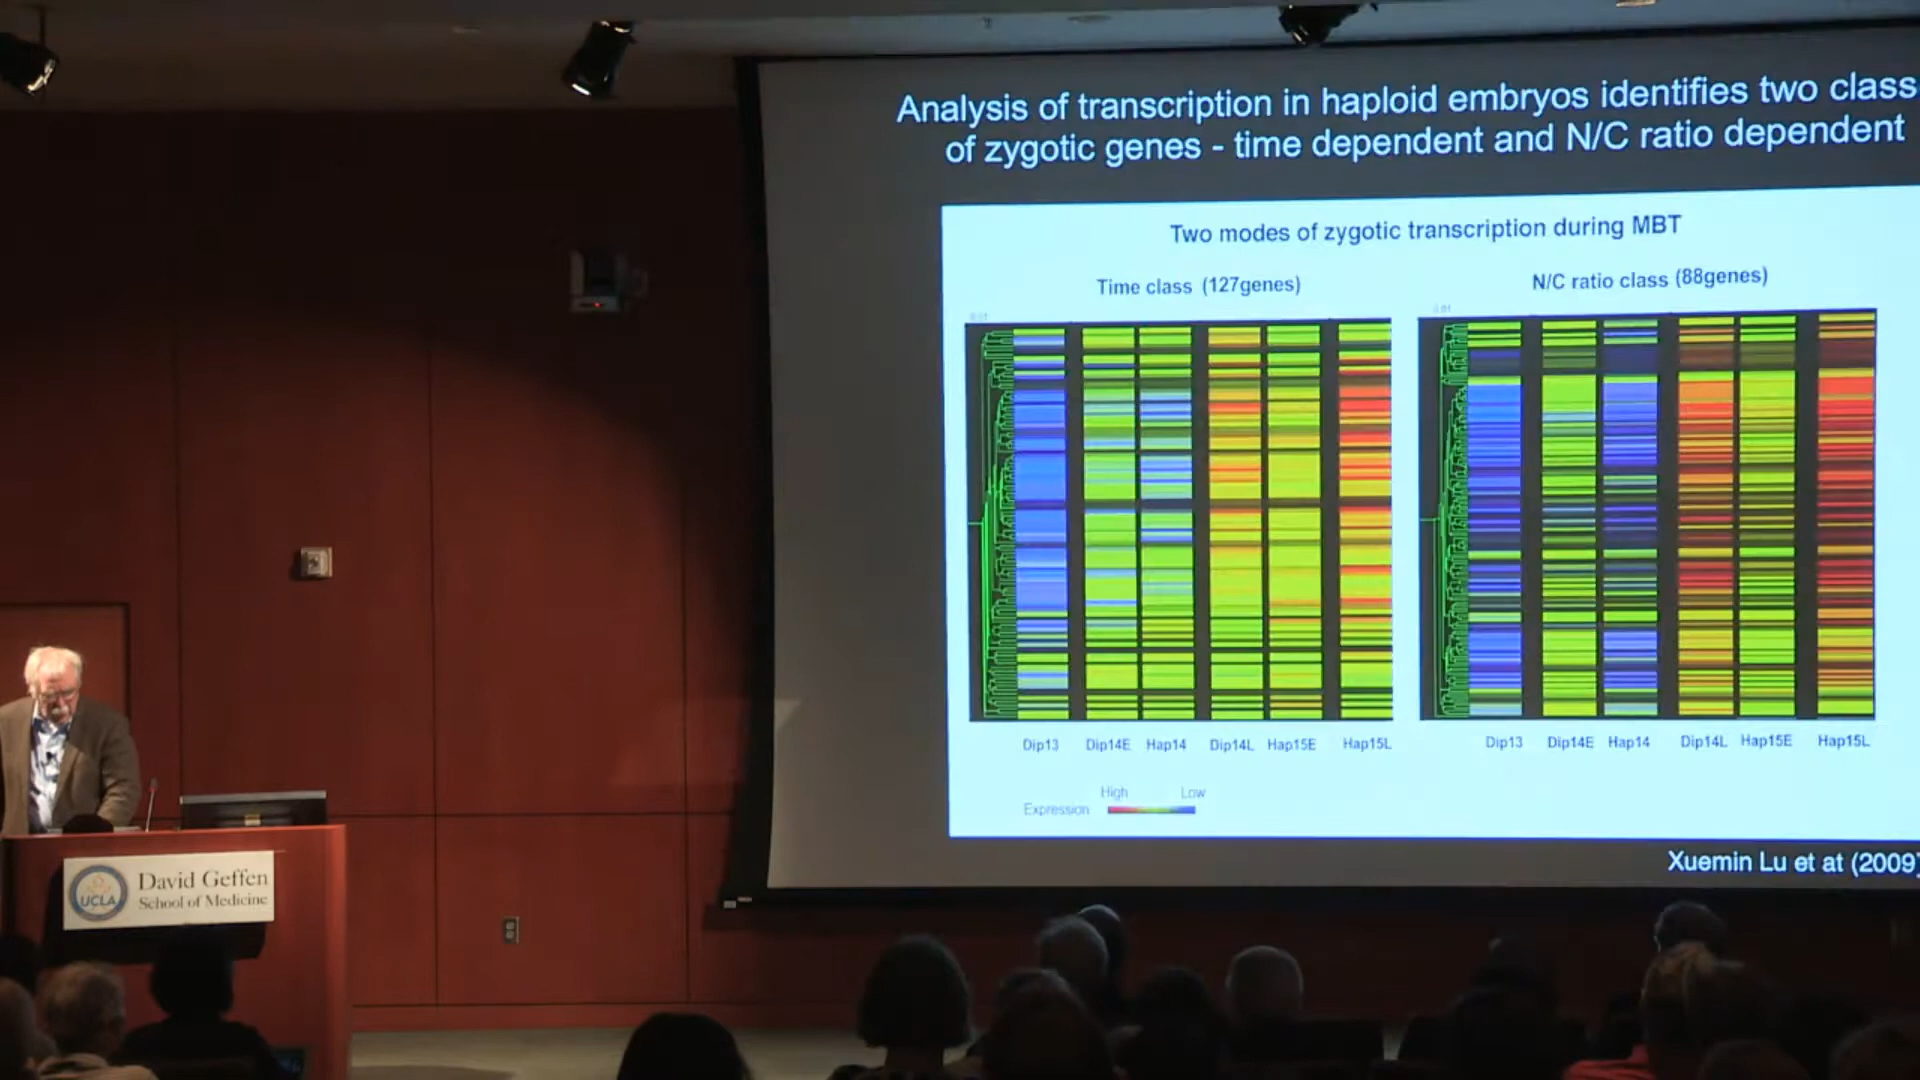 Analysis of transcription in haploid embryos identifies two class
of zygotic genes - time dependent and N/C ratio dependent
Two modes of zygotic transcription during MBT
Time class (127genes)
N/C ratio class (88genes)
Dip13 Dip14E Hap14 Dip14L Hap15E Hap15L
Dip13 Dip14E Hap14 Dip14L Hap15E Hap15L
High Low
Expression
Xuemin Lu et at (2009)
UCLA
David Geffen
School of Medicine